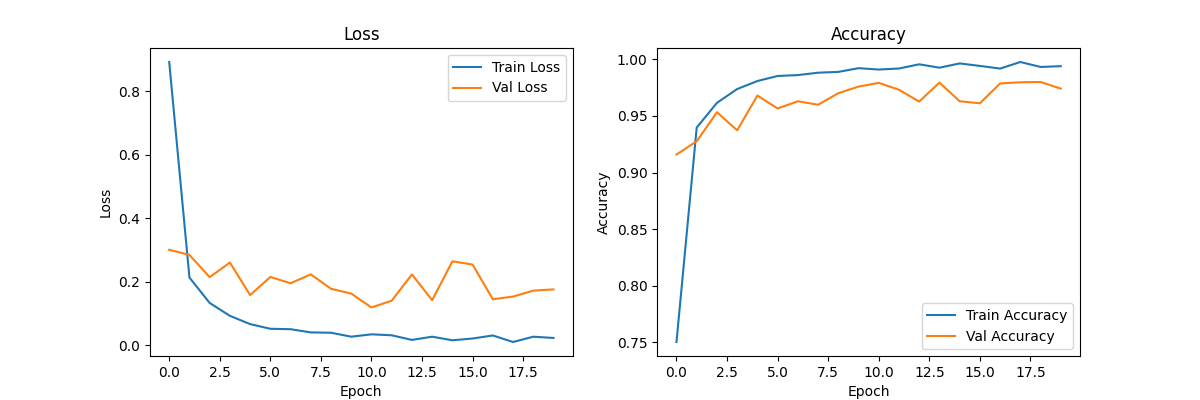 Loss
Train Loss
Val Loss
0.8
0.6
0.4
0.2
0.0
Loss
0.0 2.5 5.0 7.5 10.0 12.5 15.0 17.5
Epoch
Accuracy
1.00
0.95
0.90
0.85
0.80
0.75
Accuracy
Train Accuracy
Val Accuracy
0.0 2.5 5.0 7.5 10.0 12.5 15.0 17.5
Epoch